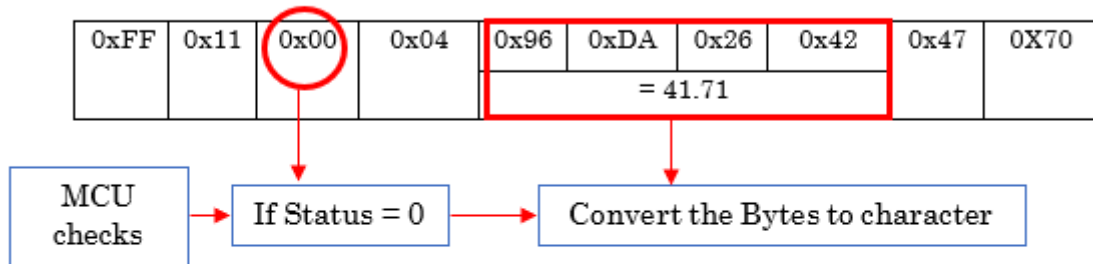 0xFF 0x11 0x00 0x04 0x96 0xDA 0x26 0x42 0x47 0X70
= 41.71
MCU
checks
If Status = 0
Convert the Bytes to character